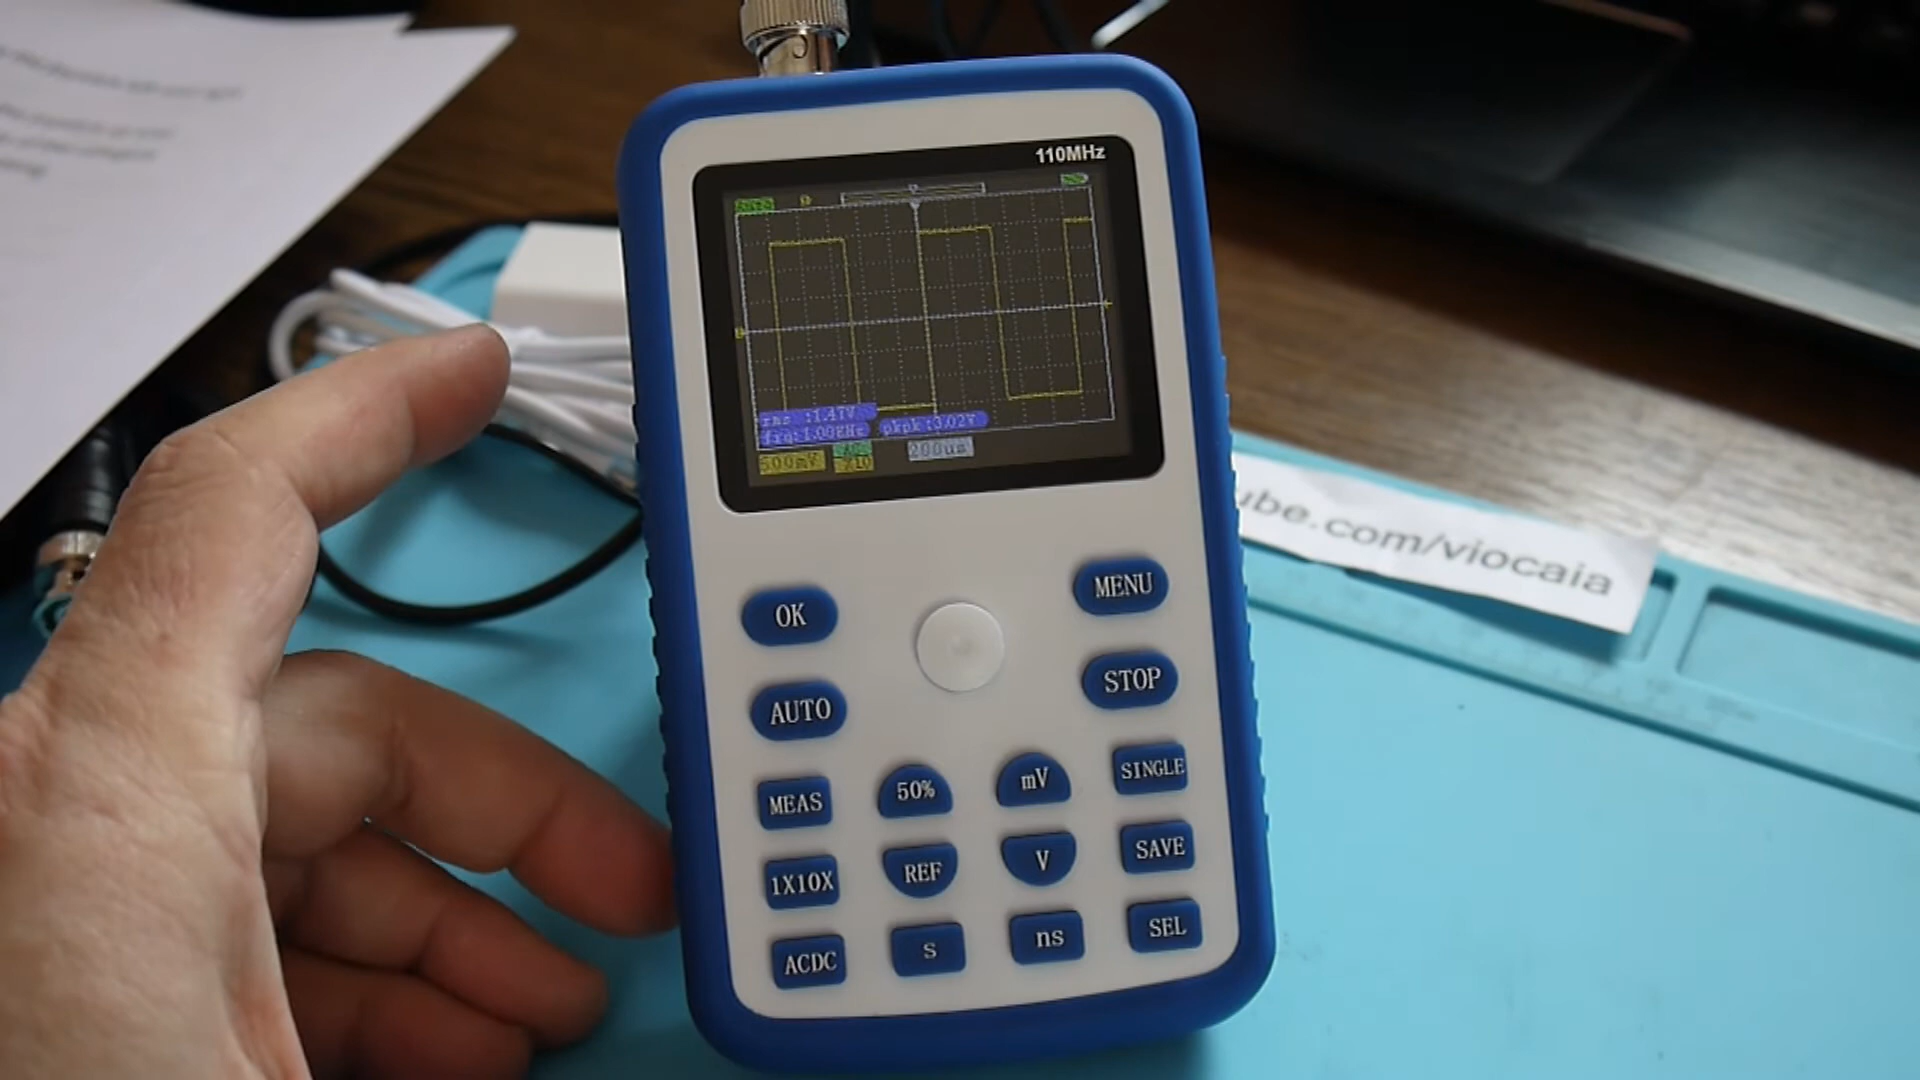 110MHz
rms :1.47V
frq:1.00KHz pkpk:3.02V
500mV X10 200us
ube.com/viocaia
OK
MENU
AUTO
STOP
MEAS
50%
mV
SINGLE
1X10X
REF
V
SAVE
ACDC
s
ns
SEL